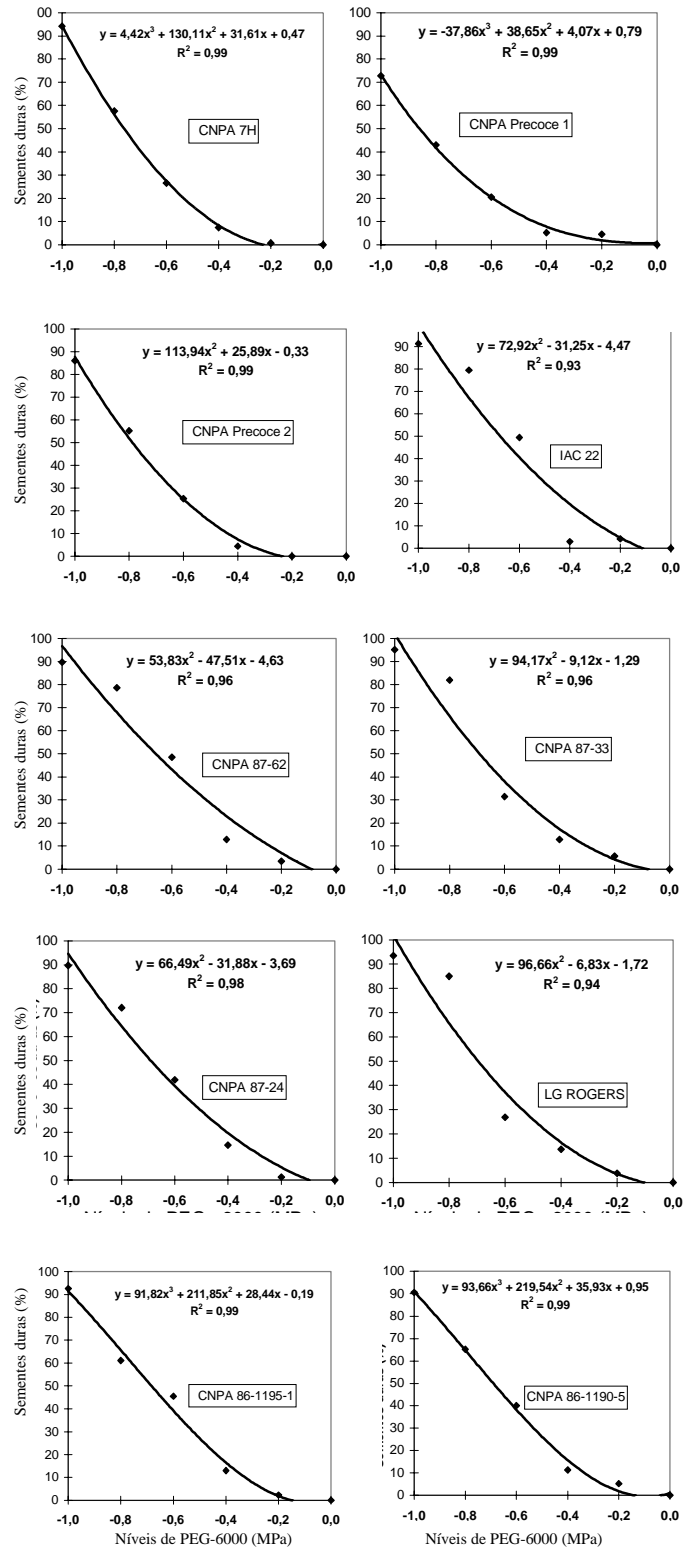 00
y = 4,42x³ + 130,11x² + 31,61x + 0,47
R² = 0,99
90
80
70
60
50
40
30
20
10
0
Sementes duras (%)
CNPA 7H
-1,0 -0,8 -0,6 -0,4 -0,2 0,0
100
y = -37,86x³ + 38,65x² + 4,07x + 0,79
R² = 0,99
90
80
70
60
50
40
30
20
10
0
CNPA Precoce 1
-1,0 -0,8 -0,6 -0,4 -0,2 0,0
100
y = 113,94x² + 25,89x - 0,33
R² = 0,99
90
80
70
60
50
40
30
20
10
0
Sementes duras (%)
CNPA Precoce 2
-1,0 -0,8 -0,6 -0,4 -0,2 0,0
y = 72,92x² - 31,25x - 4,47
R² = 0,93
90
80
70
60
50
40
30
20
10
0
IAC 22
-1,0 -0,8 -0,6 -0,4 -0,2 0,0
100
y = 53,83x² - 47,51x - 4,63
R² = 0,96
90
80
70
60
50
40
30
20
10
0
Sementes duras (%)
CNPA 87-62
-1,0 -0,8 -0,6 -0,4 -0,2 0,0
100
y = 94,17x² - 9,12x - 1,29
R² = 0,96
90
80
70
60
50
40
30
20
10
0
CNPA 87-33
-1,0 -0,8 -0,6 -0,4 -0,2 0,0
100
y = 66,49x² - 31,88x - 3,69
R² = 0,98
90
80
70
60
50
40
30
20
10
0
Sementes duras (%)
CNPA 87-24
-1,0 -0,8 -0,6 -0,4 -0,2 0,0
100
y = 96,66x² - 6,83x - 1,72
R² = 0,94
90
80
70
60
50
40
30
20
10
0
LG ROGERS
-1,0 -0,8 -0,6 -0,4 -0,2 0,0
100
y = 91,82x³ + 211,85x² + 28,44x - 0,19
R² = 0,99
90
80
70
60
50
40
30
20
10
0
Sementes duras (%)
CNPA 86-1195-1
-1,0 -0,8 -0,6 -0,4 -0,2 0,0
Níveis de PEG-6000 (MPa)
100
y = 93,66x³ + 219,54x² + 35,93x + 0,95
R² = 0,99
90
80
70
60
50
40
30
20
10
0
CNPA 86-1190-5
-1,0 -0,8 -0,6 -0,4 -0,2 0,0
Níveis de PEG-6000 (MPa)